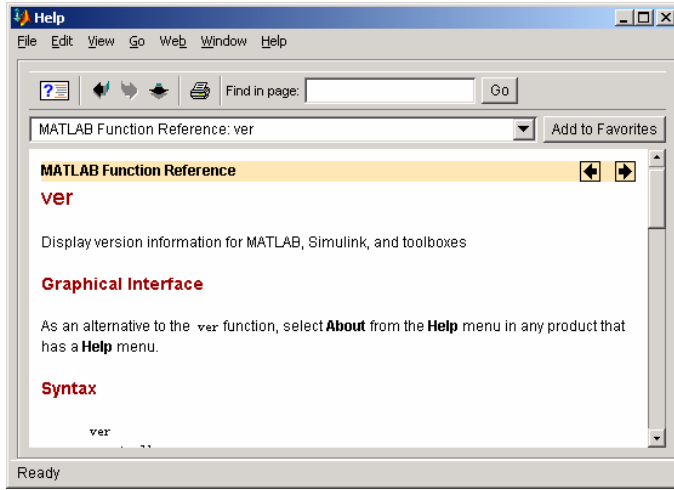 Help
File Edit View Go Web Window Help
Find in page: Go
MATLAB Function Reference: ver Add to Favorites
MATLAB Function Reference
ver
Display version information for MATLAB, Simulink, and toolboxes
Graphical Interface
As an alternative to the ver function, select About from the Help menu in any product that
has a Help menu.
Syntax
ver
Ready